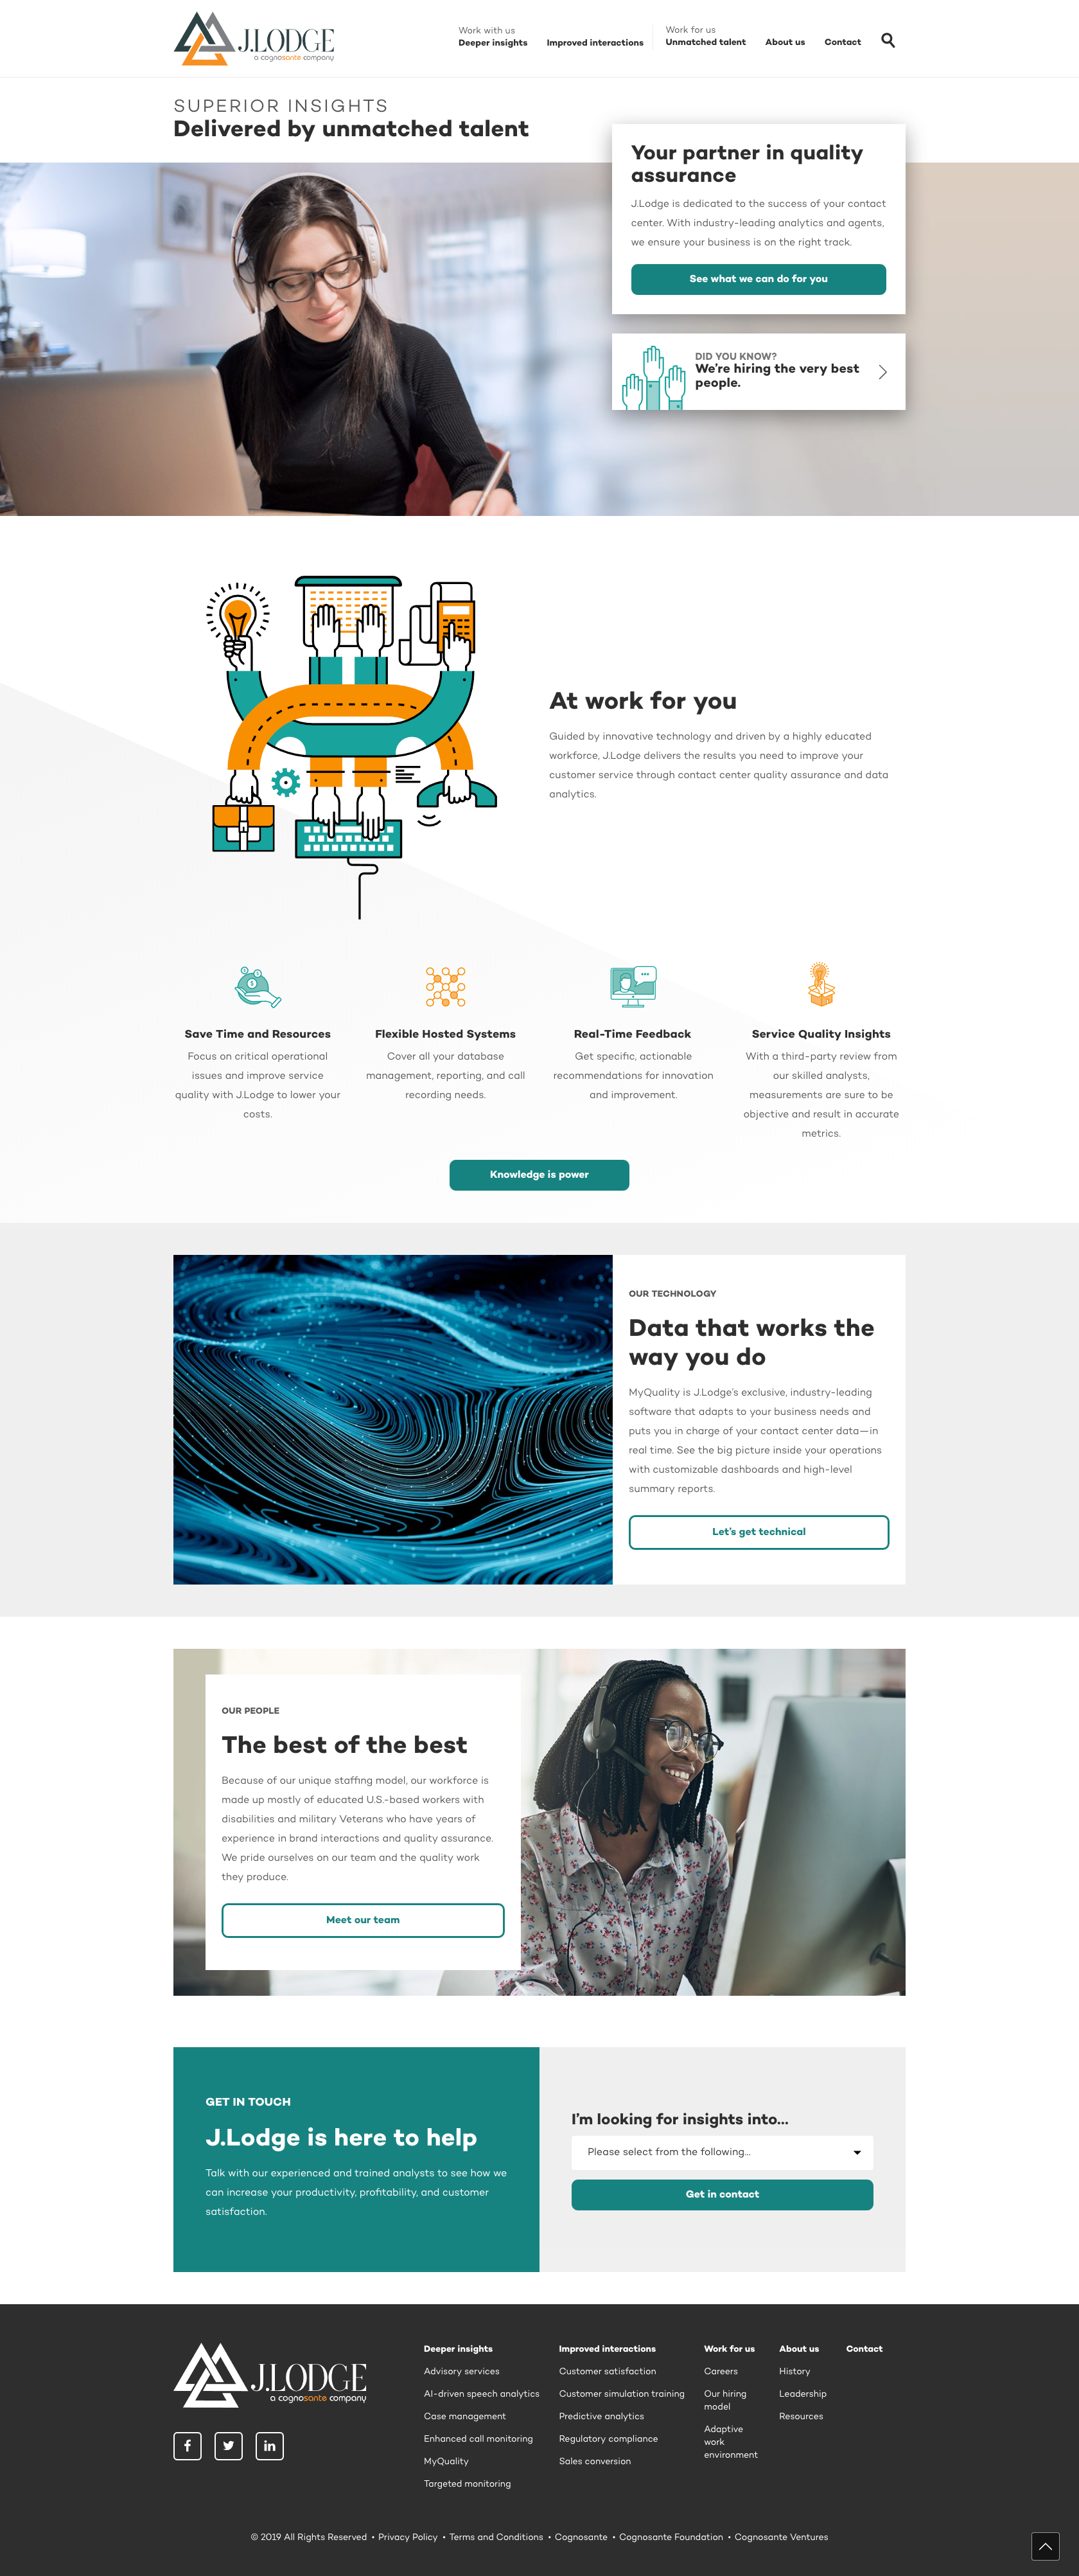 J.LODGE
a cognosante company
Work with us
Deeper insights
Improved interactions
Work for us
Unmatched talent
About us
Contact
SUPERIOR INSIGHTS
Delivered by unmatched talent
Your partner in quality
assurance
J.Lodge is dedicated to the success of your contact
center. With industry-leading analytics and agents,
we ensure your business is on the right track.
See what we can do for you
DID YOU KNOW?
We're hiring the very best
people.
At work for you
Guided by innovative technology and driven by a highly educated
workforce, J.Lodge delivers the results you need to improve your
customer service through contact center quality assurance and data
analytics.
Save Time and Resources
Focus on critical operational
issues and improve service
quality with J.Lodge to lower your
costs.
Flexible Hosted Systems
Cover all your database
management, reporting, and call
recording needs.
Real-Time Feedback
Get specific, actionable
recommendations for innovation
and improvement.
Service Quality Insights
With a third-party review from
our skilled analysts,
measurements are sure to be
objective and result in accurate
metrics.
Knowledge is power
OUR TECHNOLOGY
Data that works the
way you do
MyQuality is J.Lodge's exclusive, industry-leading
software that adapts to your business needs and
puts you in charge of your contact center data—in
real time. See the big picture inside your operations
with customizable dashboards and high-level
summary reports.
Let's get technical
OUR PEOPLE
The best of the best
Because of our unique staffing model, our workforce is
made up mostly of educated U.S.-based workers with
disabilities and military Veterans who have years of
experience in brand interactions and quality assurance.
We pride ourselves on our team and the quality work
they produce.
Meet our team
GET IN TOUCH
J.Lodge is here to help
Talk with our experienced and trained analysts to see how we
can increase your productivity, profitability, and customer
satisfaction.
I'm looking for insights into...
Please select from the following...
Get in contact
J.LODGE
a cognosante company
Deeper insights
Advisory services
AI-driven speech analytics
Case management
Enhanced call monitoring
MyQuality
Targeted monitoring
Improved interactions
Customer satisfaction
Customer simulation training
Predictive analytics
Regulatory compliance
Sales conversion
Work for us
Careers
Our hiring
model
Adaptive
work
environment
About us
History
Leadership
Resources
Contact
© 2019 All Rights Reserved • Privacy Policy • Terms and Conditions • Cognosante • Cognosante Foundation • Cognosante Ventures